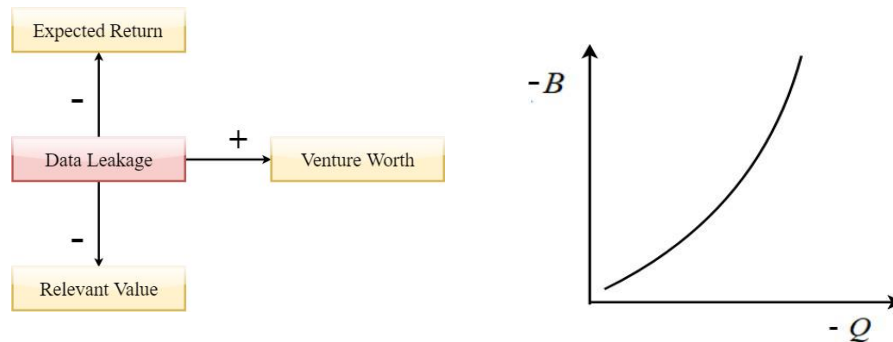 Expected Return
-
+
Data Leakage
Venture Worth
-
Relevant Value
- B
- Q